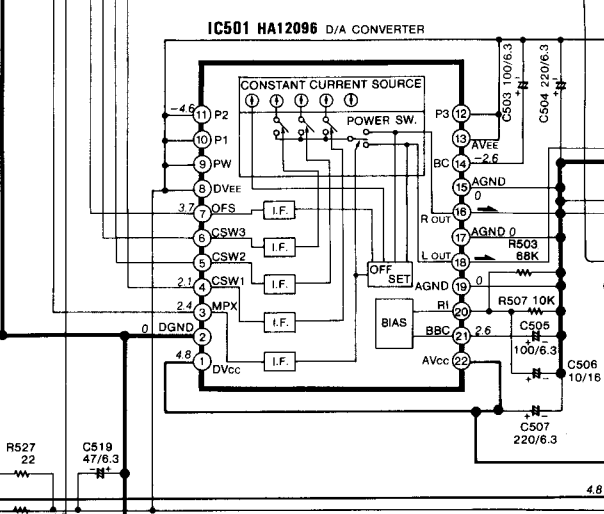 IC501 HA12096 D/A CONVERTER
CONSTANT CURRENT SOURCE
POWER SW.
-4.6
11 P2
10 P1
9 PW
8 DVEE
3.7 7 OFS
6 CSW3
5 CSW2
2.1 4 CSW1
2.4 3 MPX
0 DGND
2
4.8
1 DVCC
I.F.
I.F.
I.F.
I.F.
I.F.
OFF
SET
BIAS
P3 12
13
AVEE
BC 14 -2.6
15 AGND
0
16
R OUT
17 AGND 0
L OUT 18
AGND 19 0
RI 20
BBC 21 2.6
AVCC 22
C503 100/6.3
- +
C504 220/6.3
- +
R503
68K
R507 10K
C505
100/6.3
+ -
C506
10/16
+ -
+ -
C507
220/6.3
R527
22
C519
47/6.3
- +
4.8